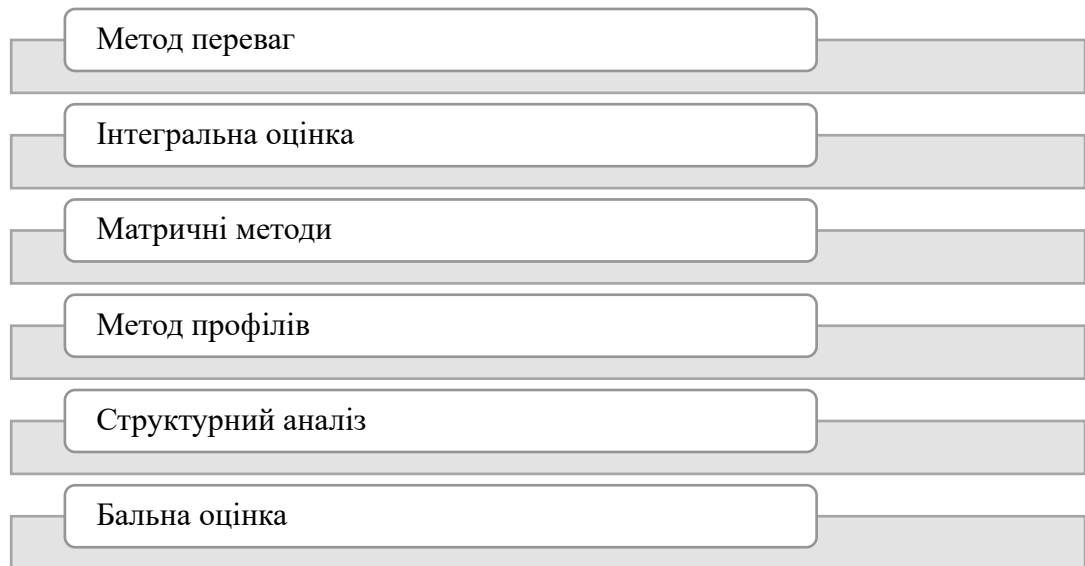 Метод переваг
Інтегральна оцінка
Матричні методи
Метод профілів
Структурний аналіз
Бальна оцінка